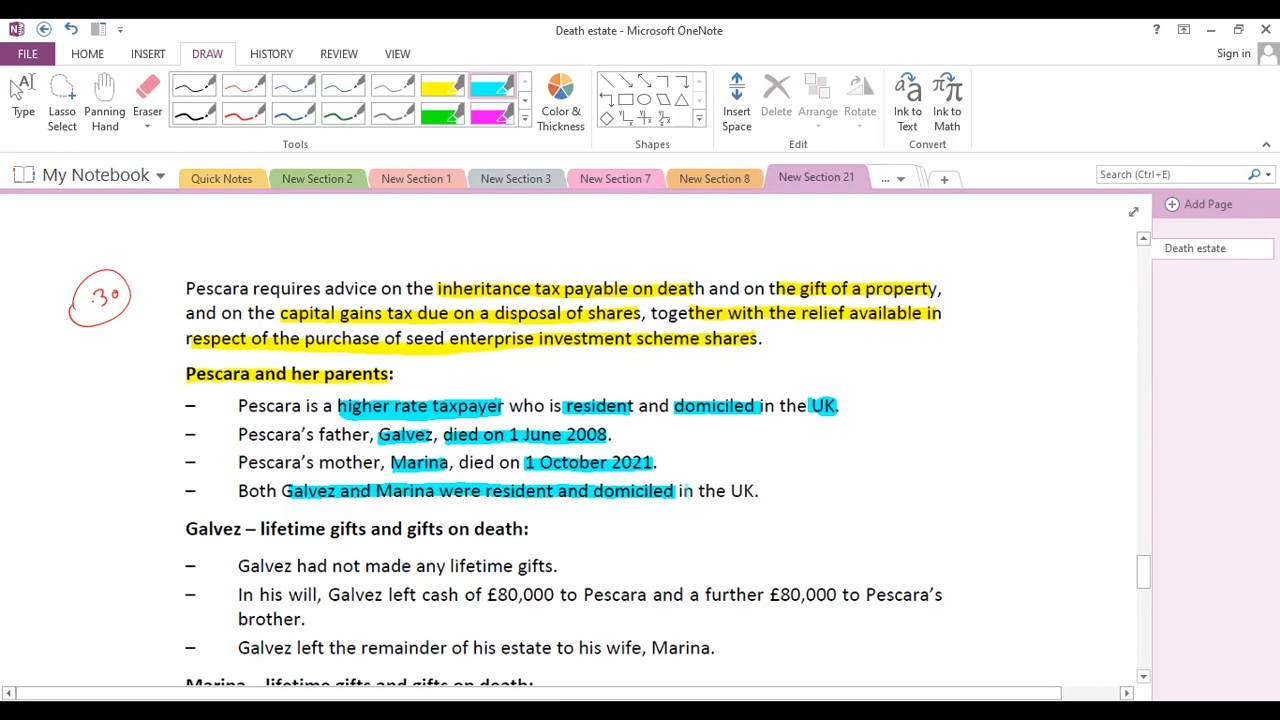 Death estate - Microsoft OneNote
Sign in
FILE HOME INSERT DRAW HISTORY REVIEW VIEW
Type
Lasso Select
Panning Hand
Eraser
Color & Thickness
Insert Space
Delete
Arrange
Rotate
Ink to Text
Ink to Math
Tools
Shapes
Edit
Convert
My Notebook
Quick Notes
New Section 2
New Section 1
New Section 3
New Section 7
New Section 8
New Section 21
...
Search (Ctrl+E)
Add Page
Death estate
.30
Pescara requires advice on the inheritance tax payable on death and on the gift of a property,
and on the capital gains tax due on a disposal of shares, together with the relief available in
respect of the purchase of seed enterprise investment scheme shares.
Pescara and her parents:
– Pescara is a higher rate taxpayer who is resident and domiciled in the UK.
– Pescara's father, Galvez, died on 1 June 2008.
– Pescara's mother, Marina, died on 1 October 2021.
– Both Galvez and Marina were resident and domiciled in the UK.
Galvez – lifetime gifts and gifts on death:
– Galvez had not made any lifetime gifts.
– In his will, Galvez left cash of £80,000 to Pescara and a further £80,000 to Pescara's
brother.
– Galvez left the remainder of his estate to his wife, Marina.
Marina – lifetime gifts and gifts on death: